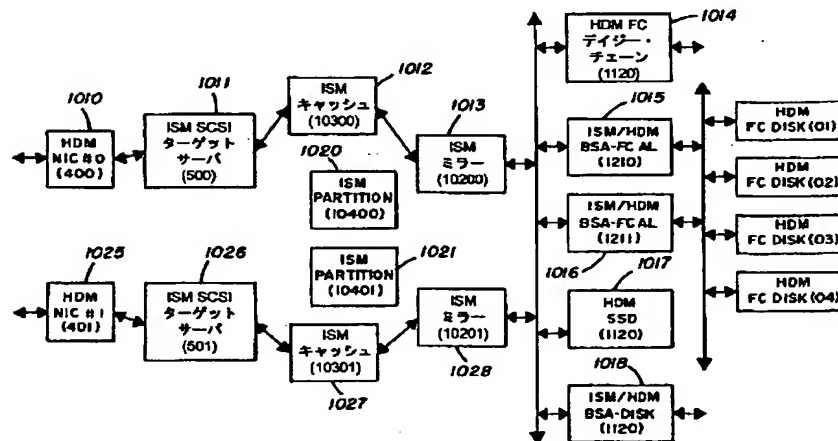 1010
HDM
NIC #0
(400)
1011
ISM SCSI
ターゲット
サーバ
(500)
1012
ISM
キャッシュ
(10300)
1013
ISM
ミラー
(10200)
1020
ISM
PARTITION
(10400)
1021
ISM
PARTITION
(10401)
1025
HDM
NIC #1
(401)
1026
ISM SCSI
ターゲット
サーバ
(501)
ISM
キャッシュ
(10301)
1027
ISM
ミラー
(10201)
1028
1014
HDM FC
デイジー・
チェーン
(1120)
1015
ISM/HDM
BSA-FC AL
(1210)
ISM/HDM
BSA-FC AL
(1211)
1016
1017
HDM
SSD
(1120)
1018
ISM/HDM
BSA-DISK
(1120)
HDM
FC DISK (01)
HDM
FC DISK (02)
HDM
FC DISK (03)
HDM
FC DISK (04)